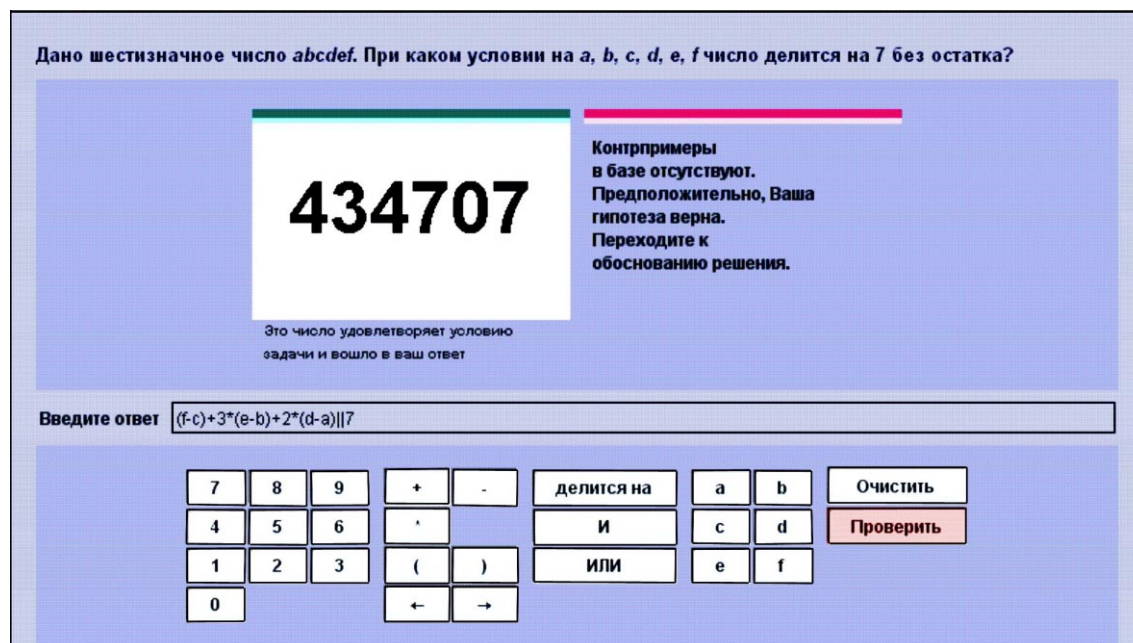 Дано шестизначное число abcdef. При каком условии на a, b, c, d, e, f число делится на 7 без остатка?
434707
Это число удовлетворяет условию
задачи и вошло в ваш ответ
Контрпримеры
в базе отсутствуют.
Предположительно, Ваша
гипотеза верна.
Переходите к
обоснованию решения.
Введите ответ (f-c)+3*(e-b)+2*(d-a)||7
7 8 9 + - делится на a b Очистить
4 5 6 * И c d Проверить
1 2 3 ( ) ИЛИ e f
0 ← →